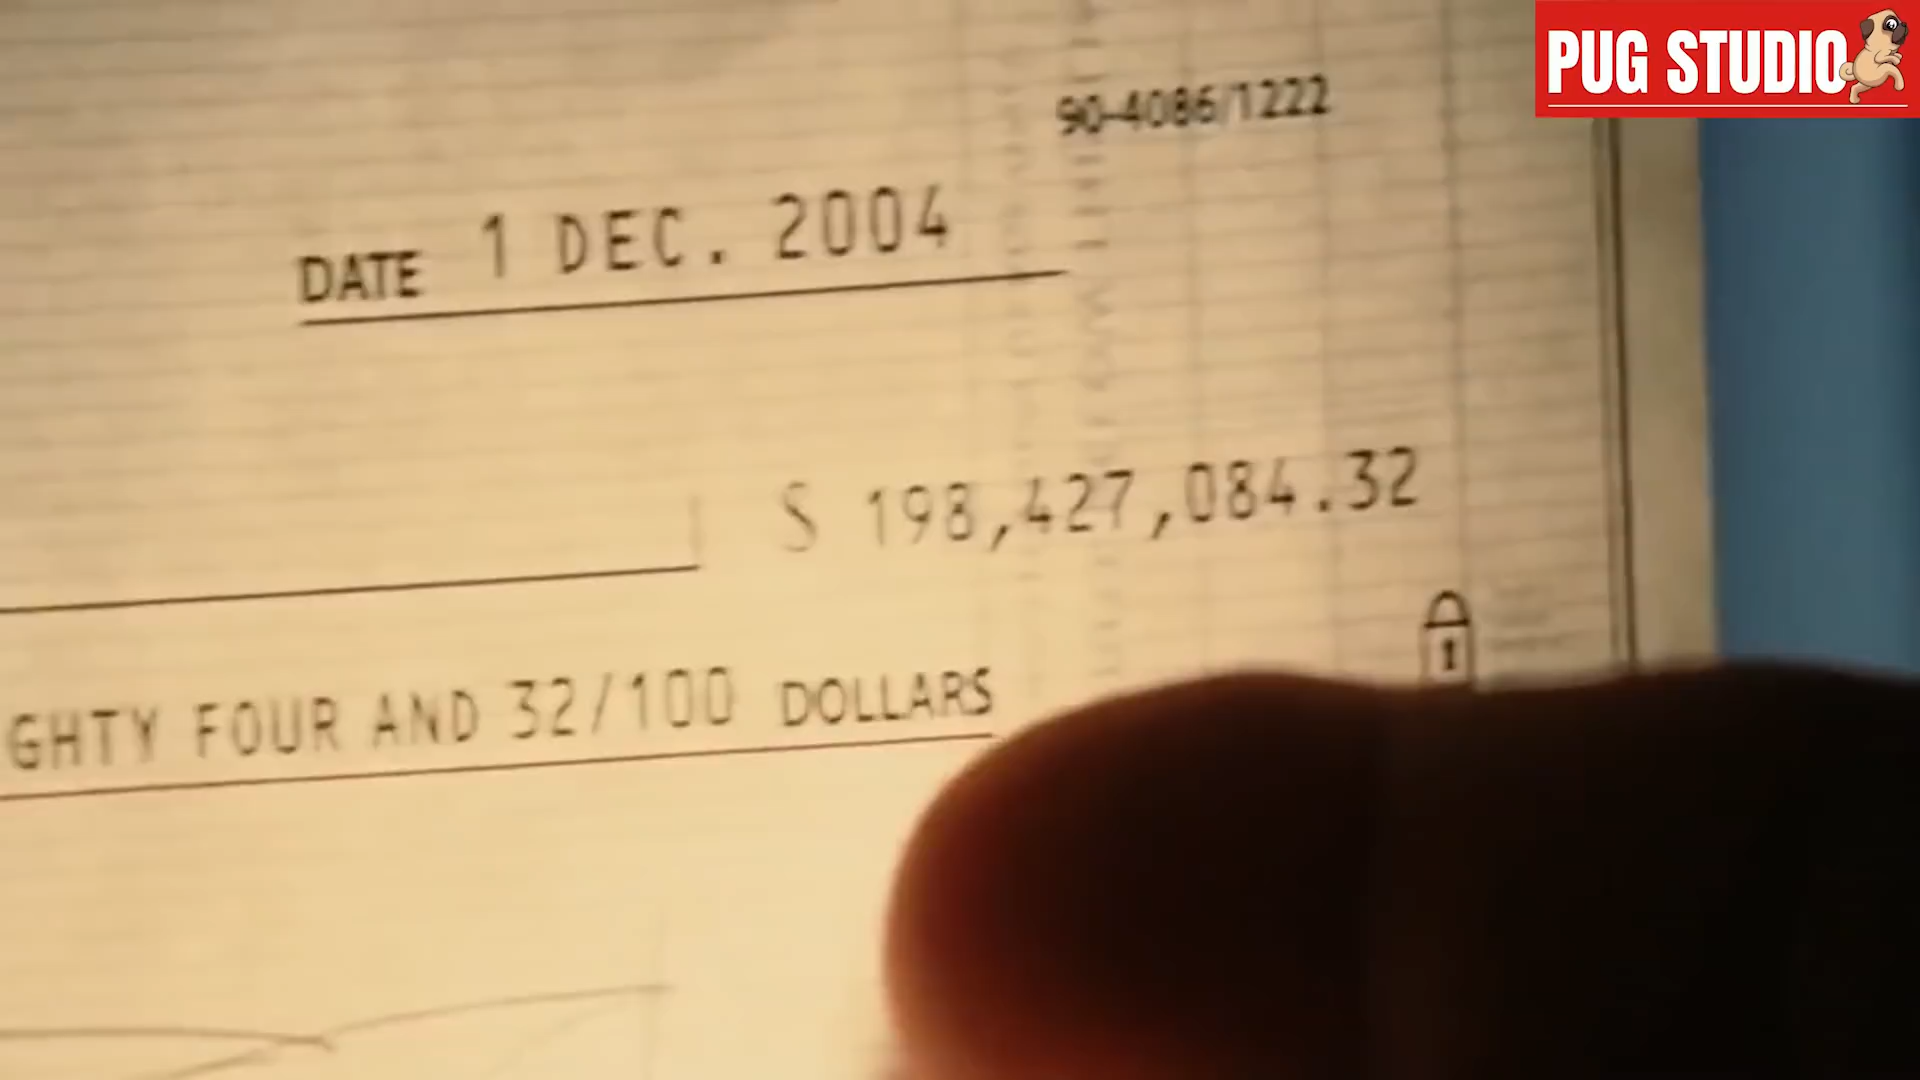 PUG STUDIO
90-4086/1222
DATE 1 DEC. 2004
$ 198,427,084.32
GHTY FOUR AND 32/100 DOLLARS